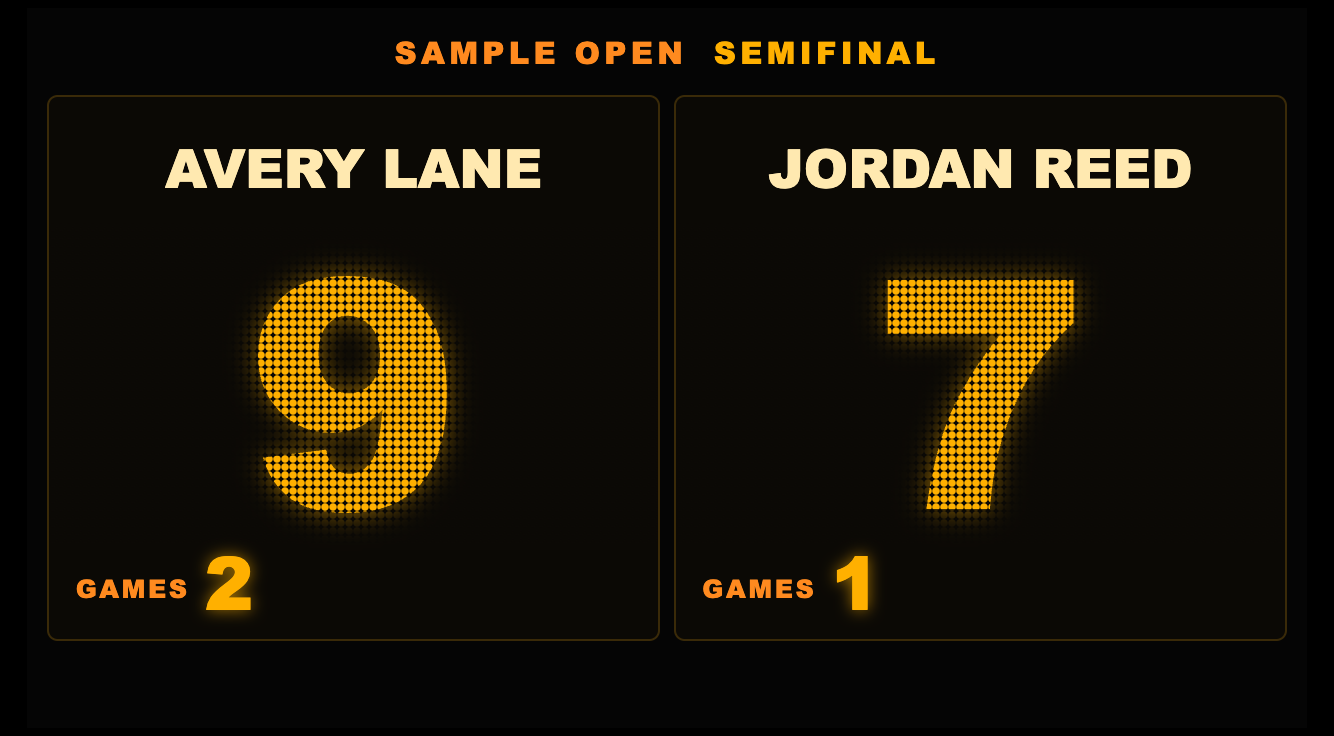 SAMPLE OPEN SEMIFINAL
AVERY LANE
9
GAMES 2
JORDAN REED
7
GAMES 1